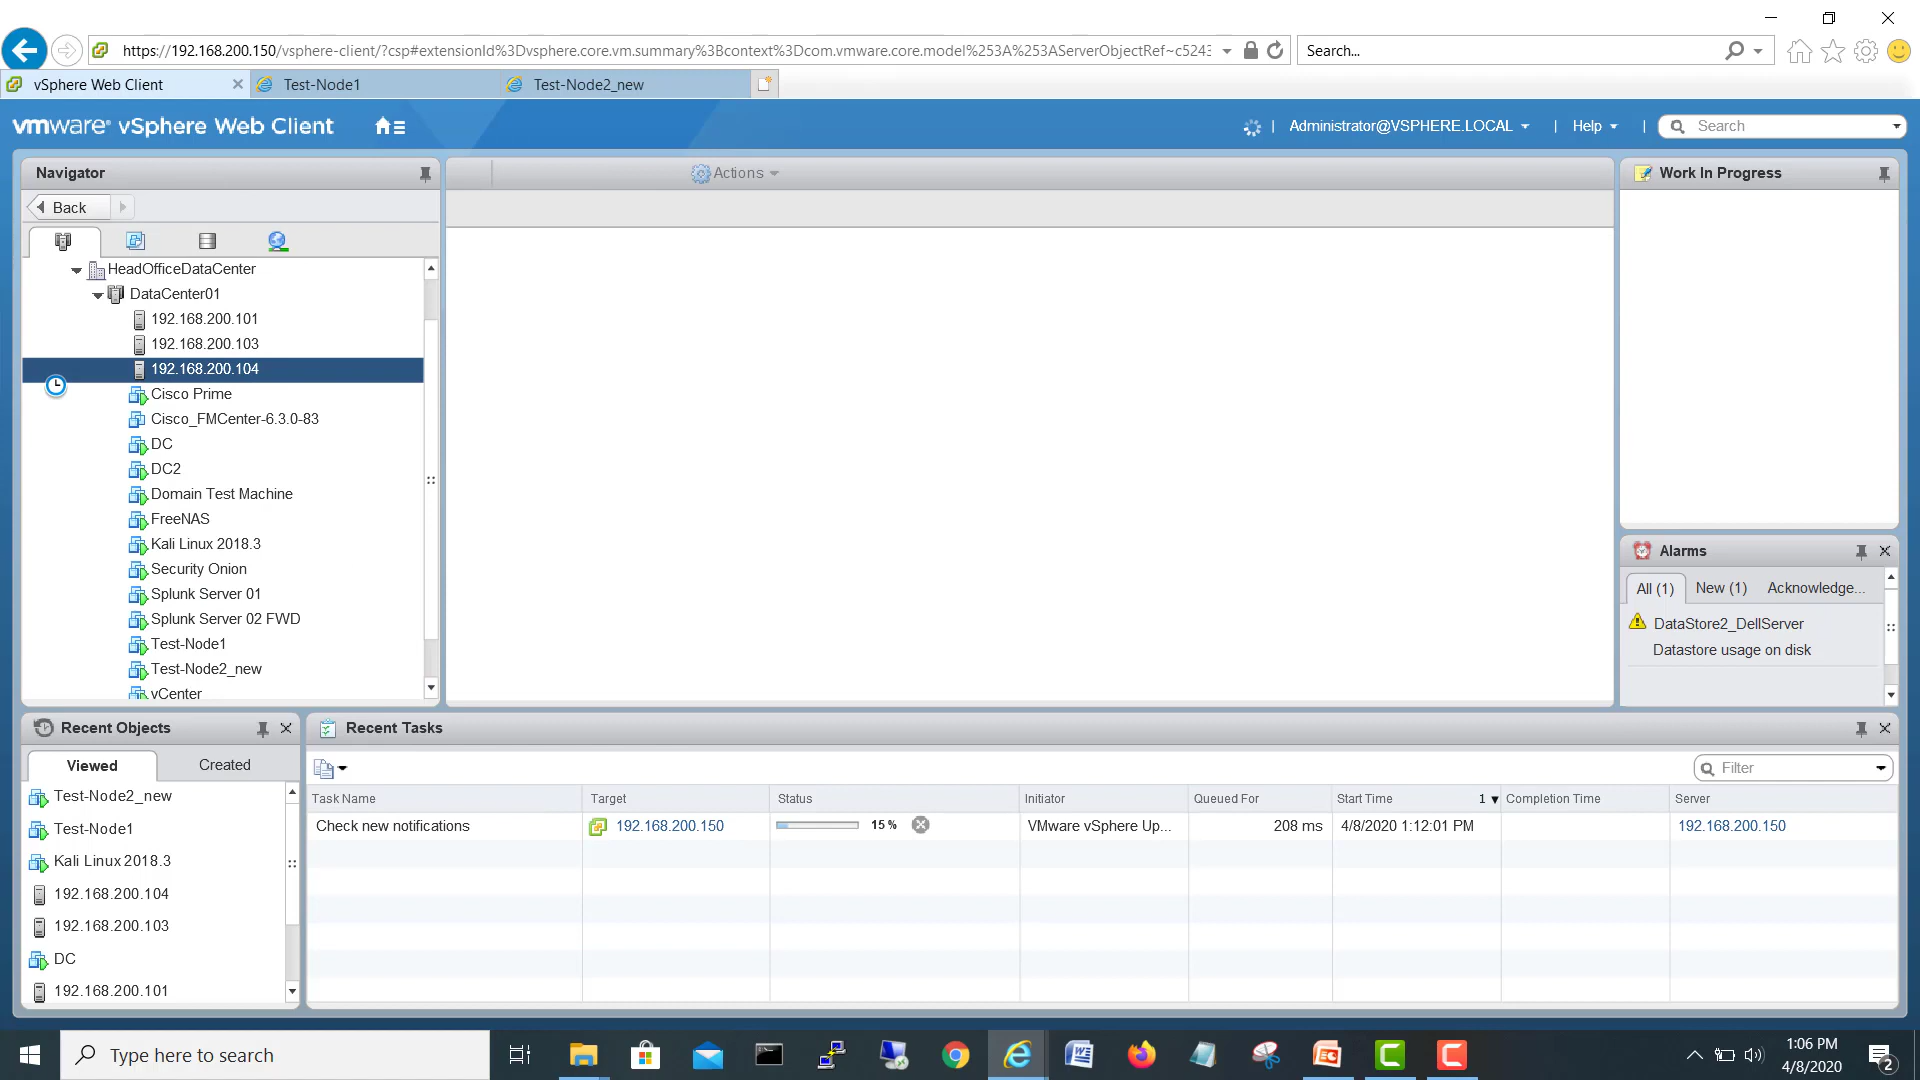 https://192.168.200.150/vsphere-client/?csp#extensionId%3Dvsphere.core.vm.summary%3Bcontext%3Dcom.vmware.core.model%253A%253AServerObjectRef~c5243
Search...
vSphere Web Client
Test-Node1
Test-Node2_new
vmware® vSphere Web Client
Administrator@VSPHERE.LOCAL
Help
Search
Navigator
Back
HeadOfficeDataCenter
DataCenter01
192.168.200.101
192.168.200.103
192.168.200.104
Cisco Prime
Cisco_FMCenter-6.3.0-83
DC
DC2
Domain Test Machine
FreeNAS
Kali Linux 2018.3
Security Onion
Splunk Server 01
Splunk Server 02 FWD
Test-Node1
Test-Node2_new
vCenter
Actions
Work In Progress
Alarms
All (1)
New (1)
Acknowledge...
DataStore2_DellServer
Datastore usage on disk
Recent Objects
Viewed
Created
Test-Node2_new
Test-Node1
Kali Linux 2018.3
192.168.200.104
192.168.200.103
DC
192.168.200.101
Recent Tasks
Filter
Task Name
Target
Status
Initiator
Queued For
Start Time
1
Completion Time
Server
Check new notifications
192.168.200.150
15 %
VMware vSphere Up...
208 ms
4/8/2020 1:12:01 PM
192.168.200.150
Type here to search
1:06 PM
4/8/2020
2